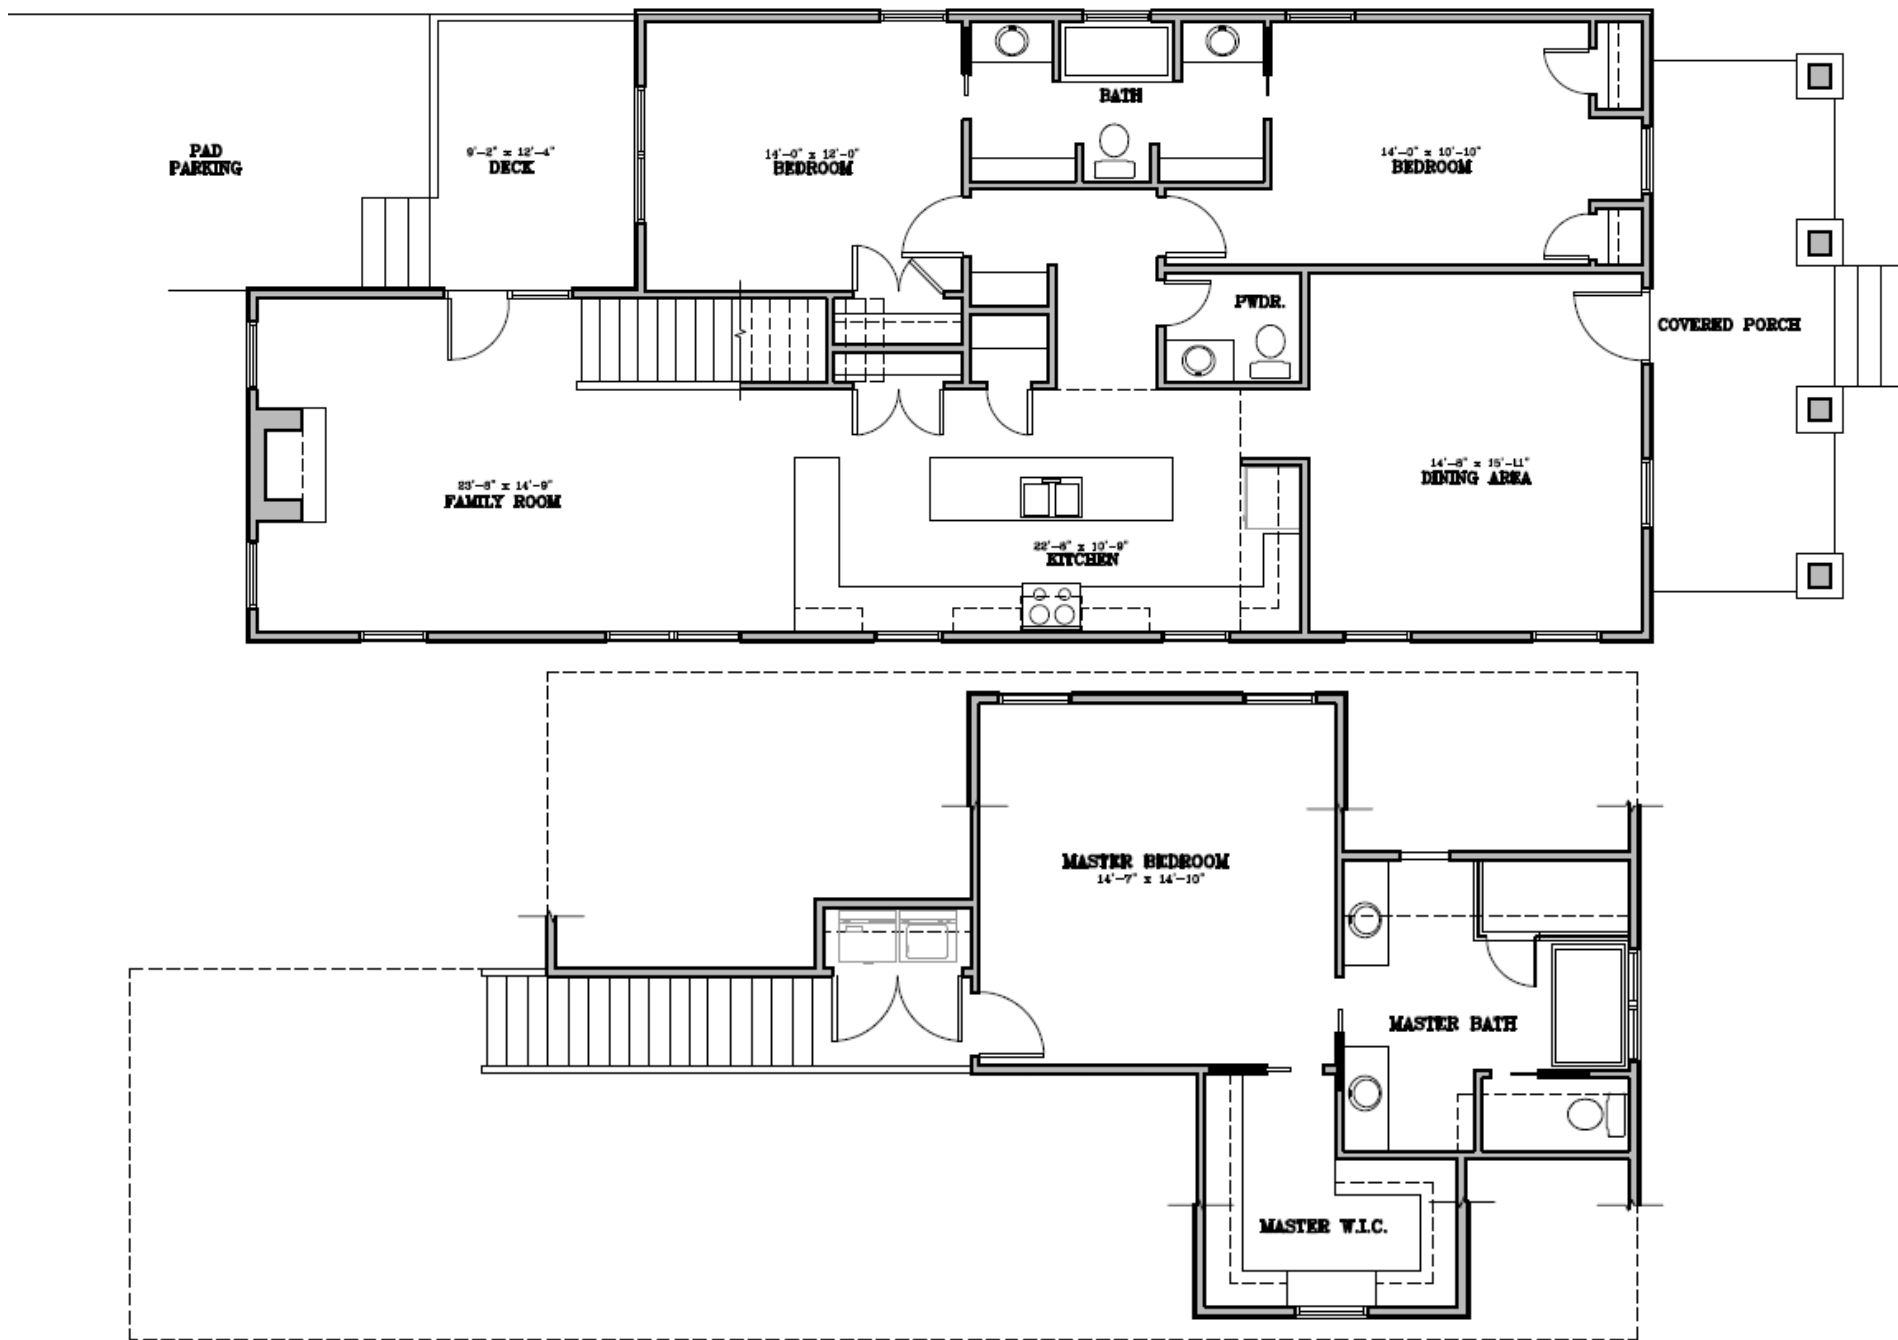 PAD
PARKING
9'-2" x 12'-4"
DECK
14'-0" x 12'-0"
BEDROOM
BATH
14'-0" x 10'-10"
BEDROOM
PWDR.
COVERED PORCH
23'-8" x 14'-9"
FAMILY ROOM
22'-8" x 10'-9"
KITCHEN
14'-8" x 15'-11"
DINING AREA
MASTER BEDROOM
14'-7" x 14'-10"
MASTER BATH
MASTER W.I.C.